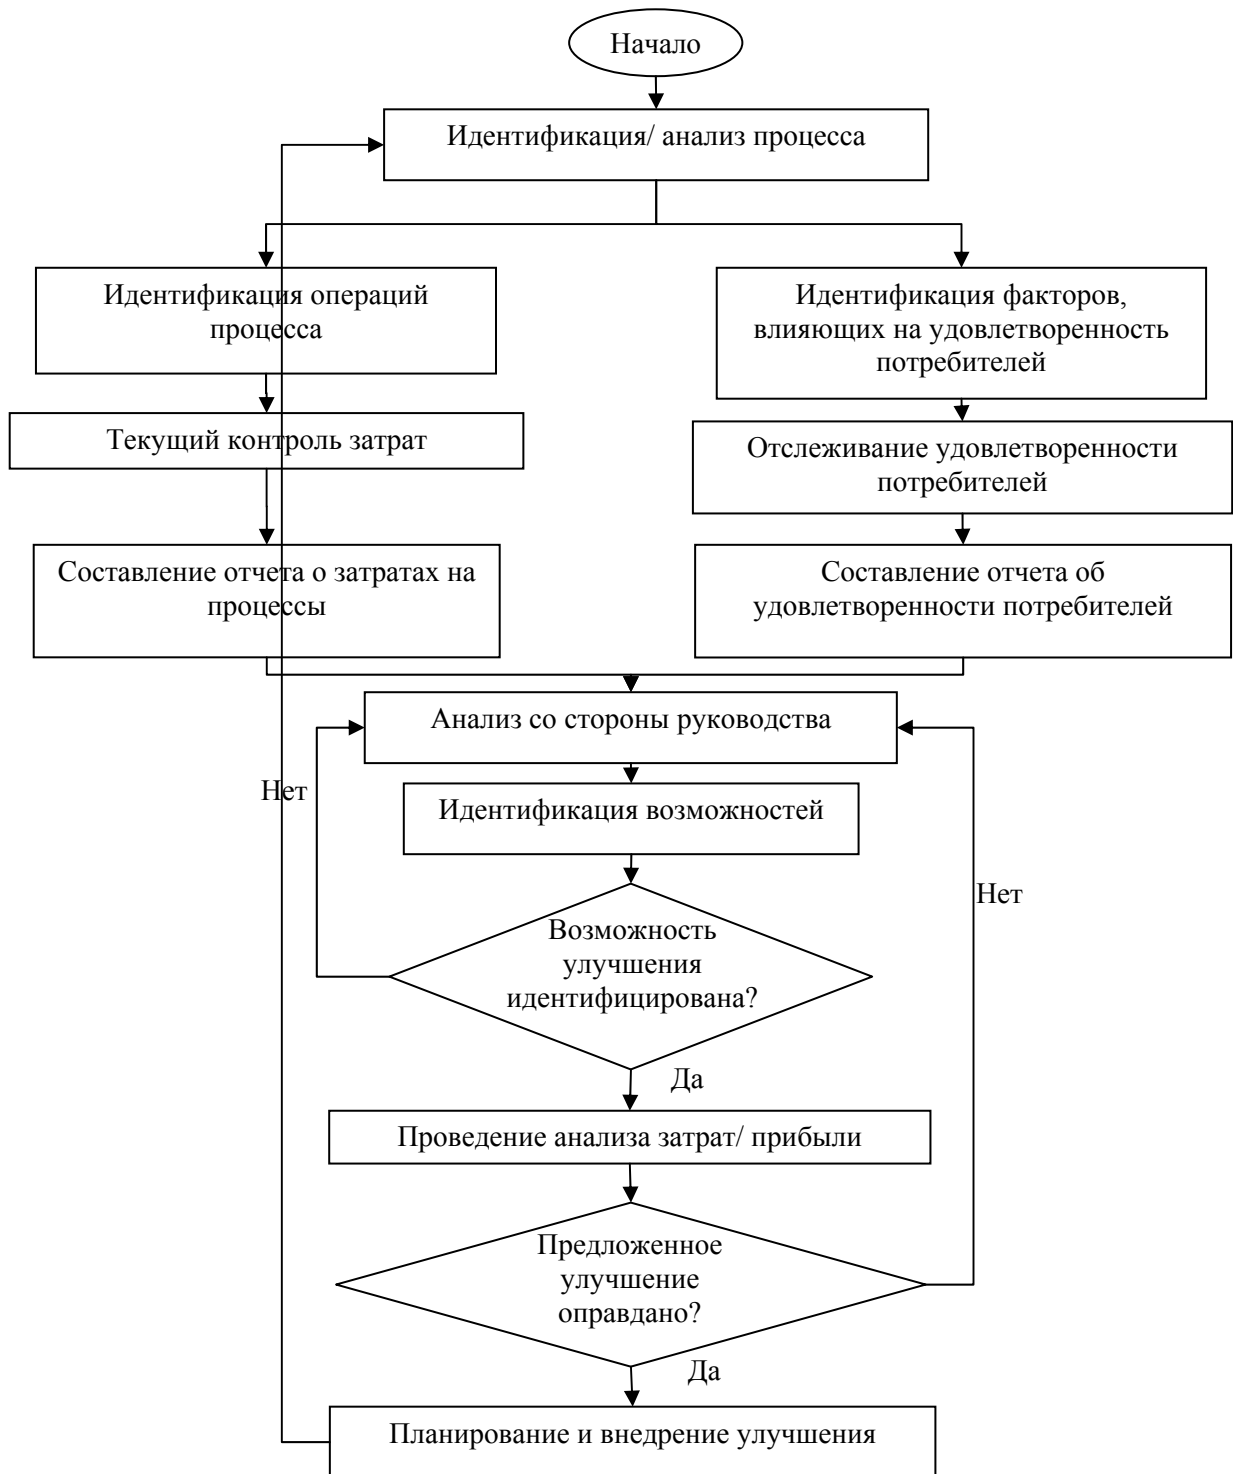 Начало
Идентификация/ анализ процесса
Идентификация операций
процесса
Идентификация факторов,
влияющих на удовлетворенность
потребителей
Текущий контроль затрат
Отслеживание удовлетворенности
потребителей
Составление отчета о затратах на
процессы
Составление отчета об
удовлетворенности потребителей
Анализ со стороны руководства
Нет
Идентификация возможностей
Нет
Возможность
улучшения
идентифицирована?
Да
Проведение анализа затрат/ прибыли
Предложенное
улучшение
оправдано?
Да
Планирование и внедрение улучшения